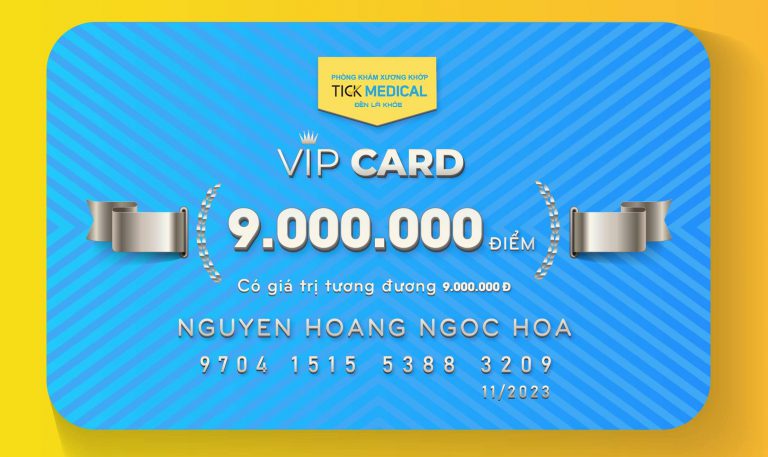 PHÒNG KHÁM XƯƠNG KHỚP
TICK MEDICAL
ĐẾN LÀ KHỎE
VIP CARD
9.000.000 ĐIỂM
Có giá trị tương đương 9.000.000 Đ
NGUYEN HOANG NGOC HOA
9704 1515 5388 3209
11/2023